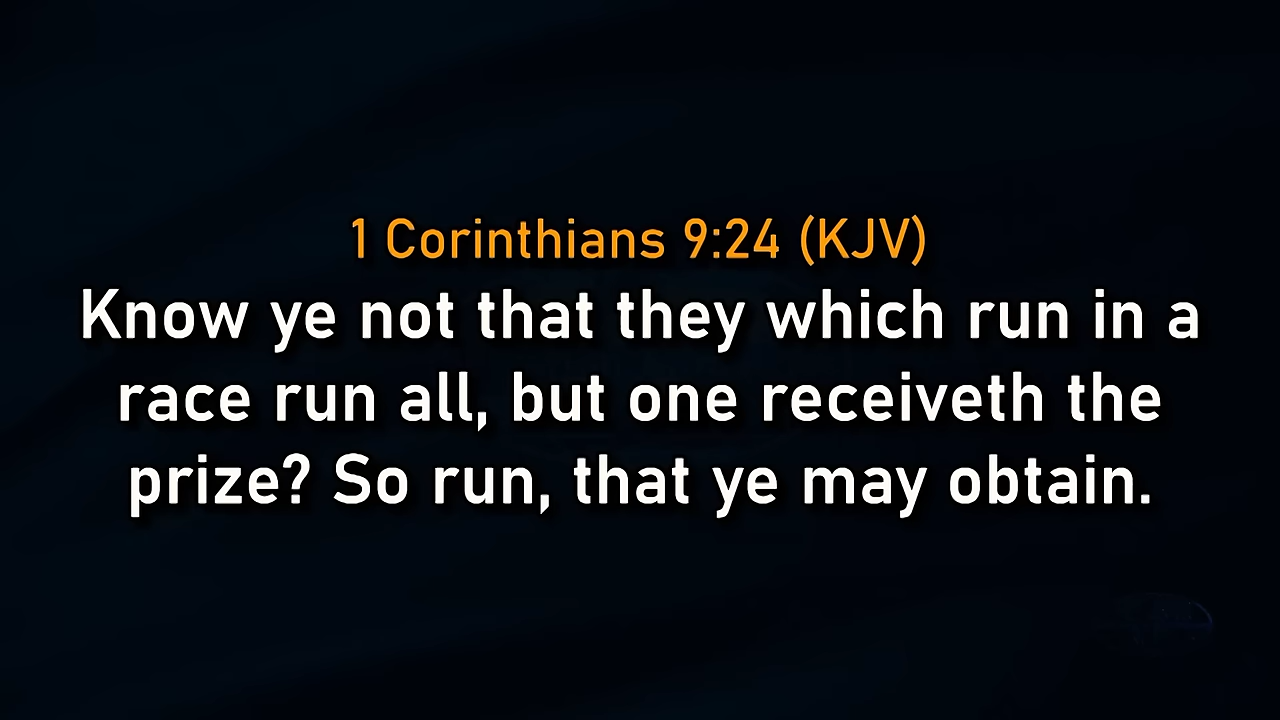 1 Corinthians 9:24 (KJV)
Know ye not that they which run in a
race run all, but one receiveth the
prize? So run, that ye may obtain.